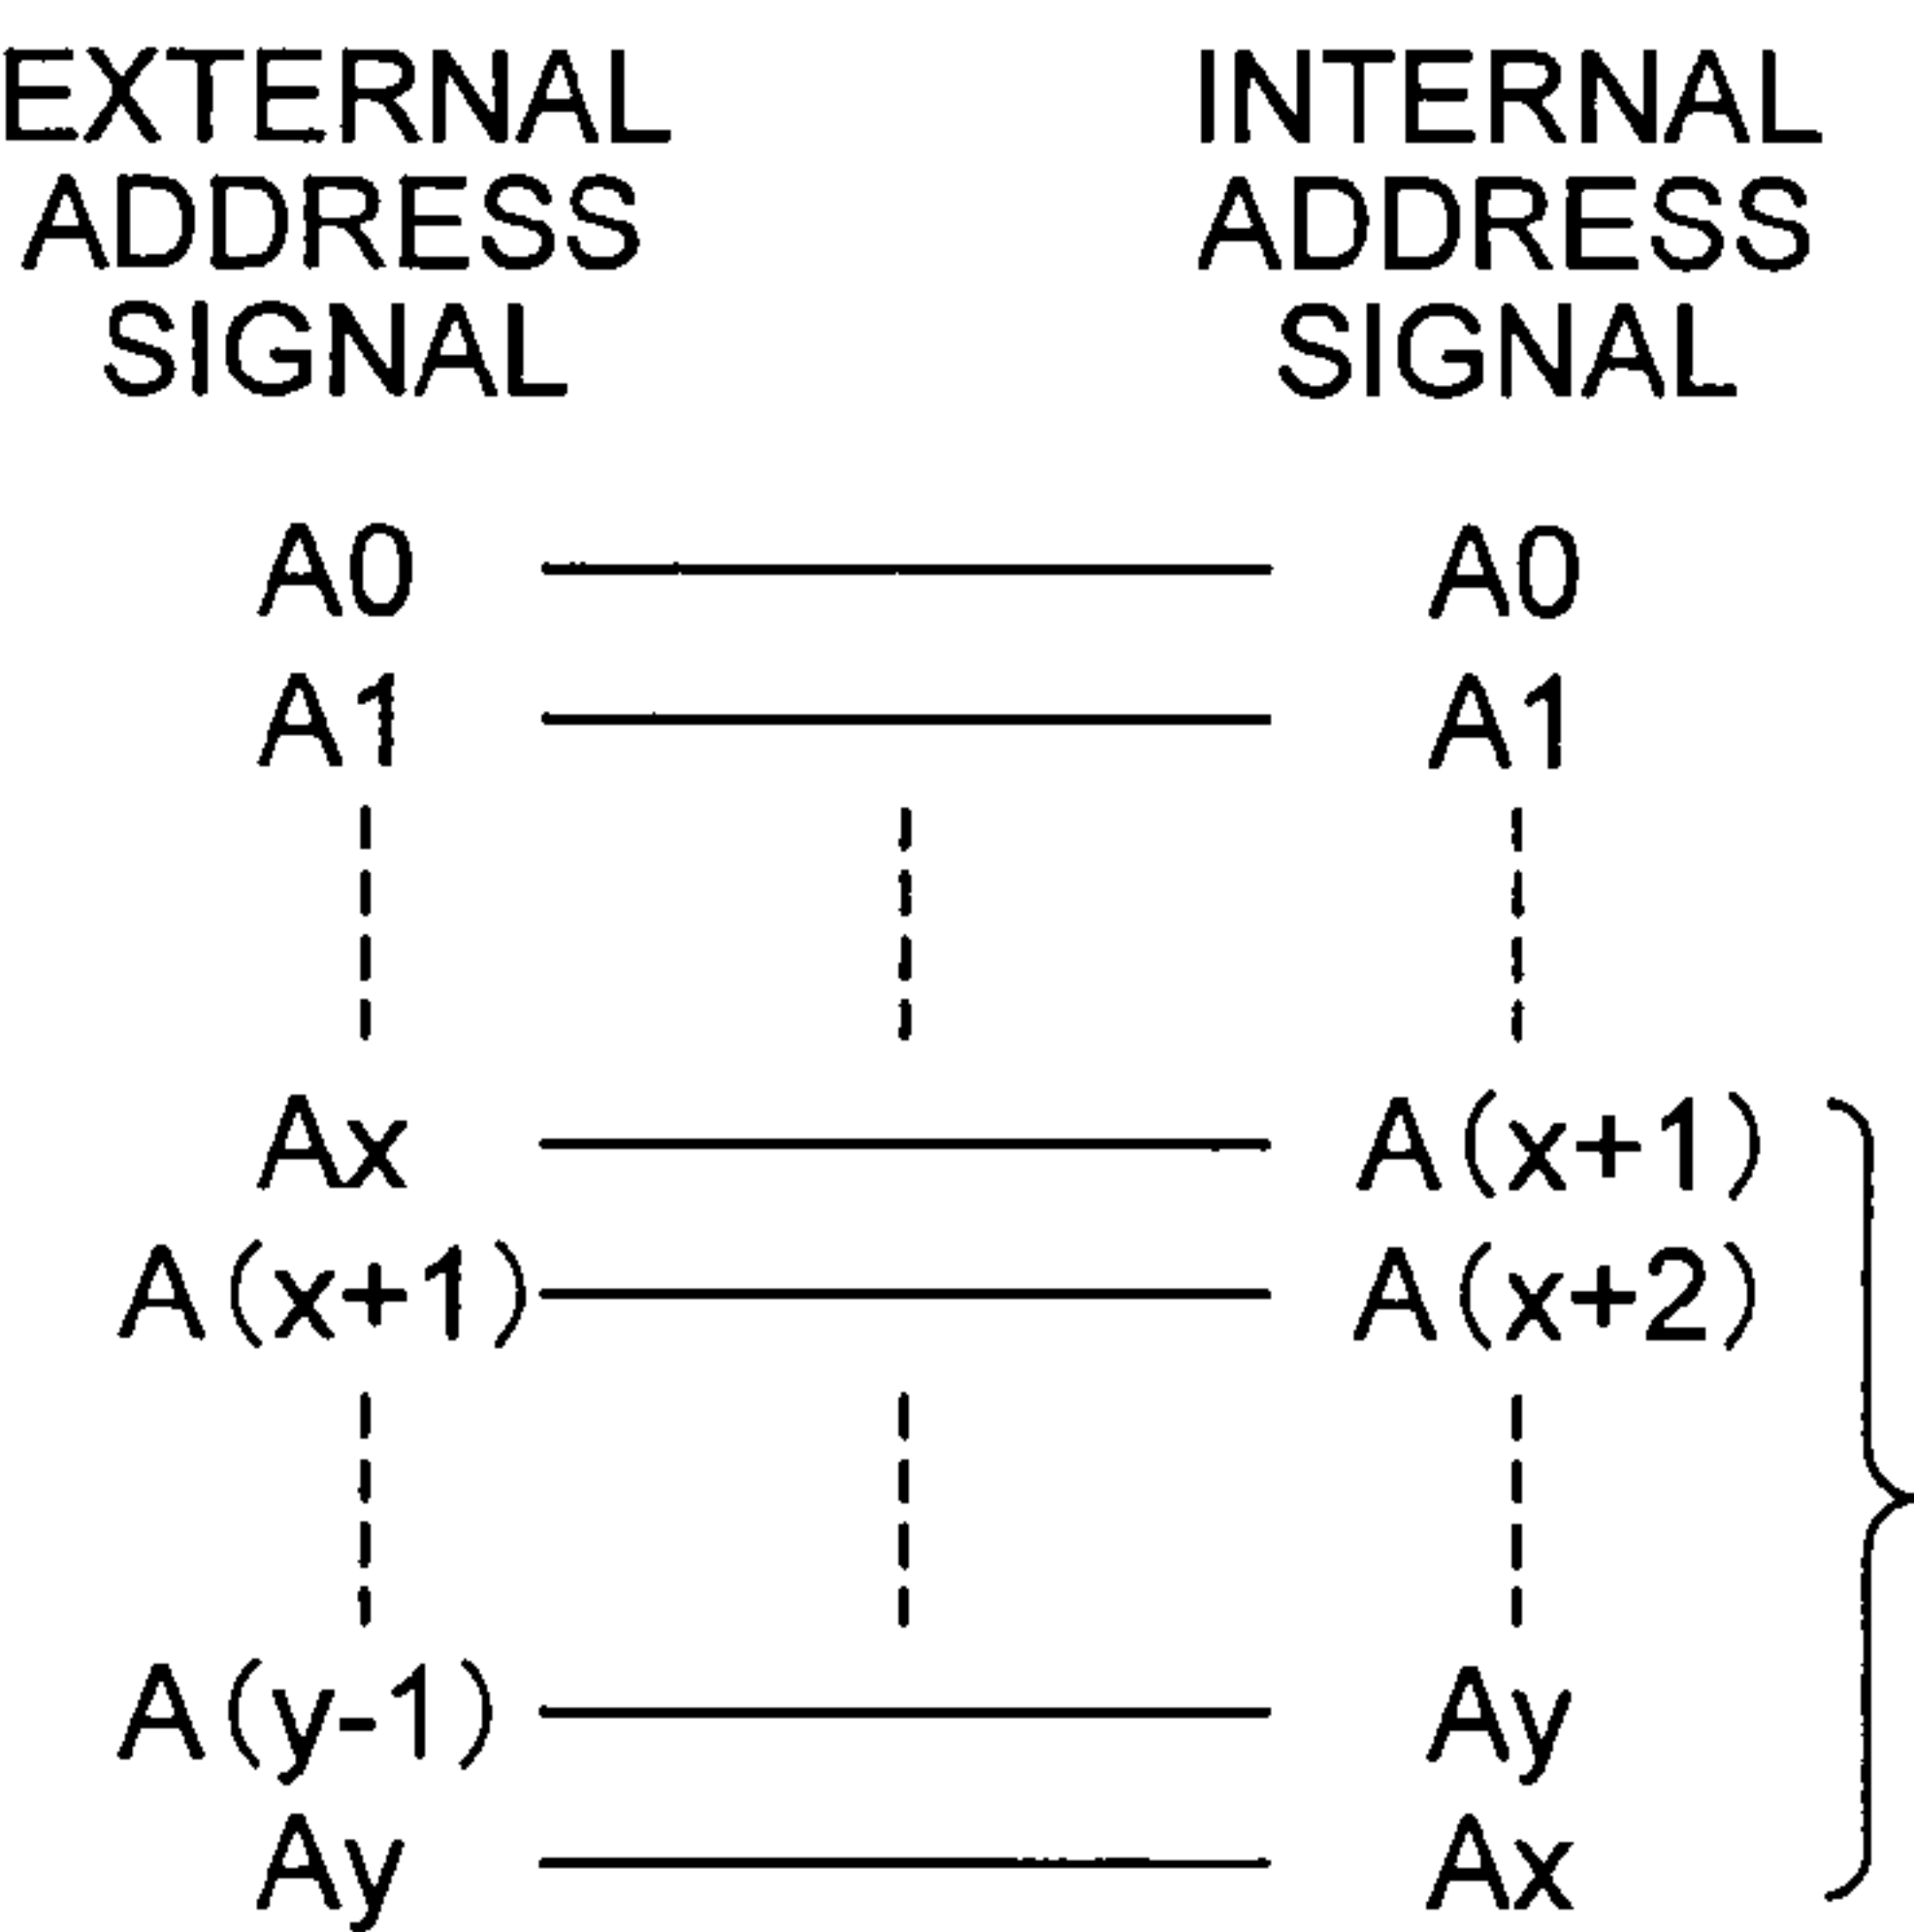 EXTERNAL
ADDRESS
SIGNAL
INTERNAL
ADDRESS
SIGNAL
A0 A0
A1 A1
Ax A(x+1)
A(x+1) A(x+2)
A(y-1) Ay
Ay Ax